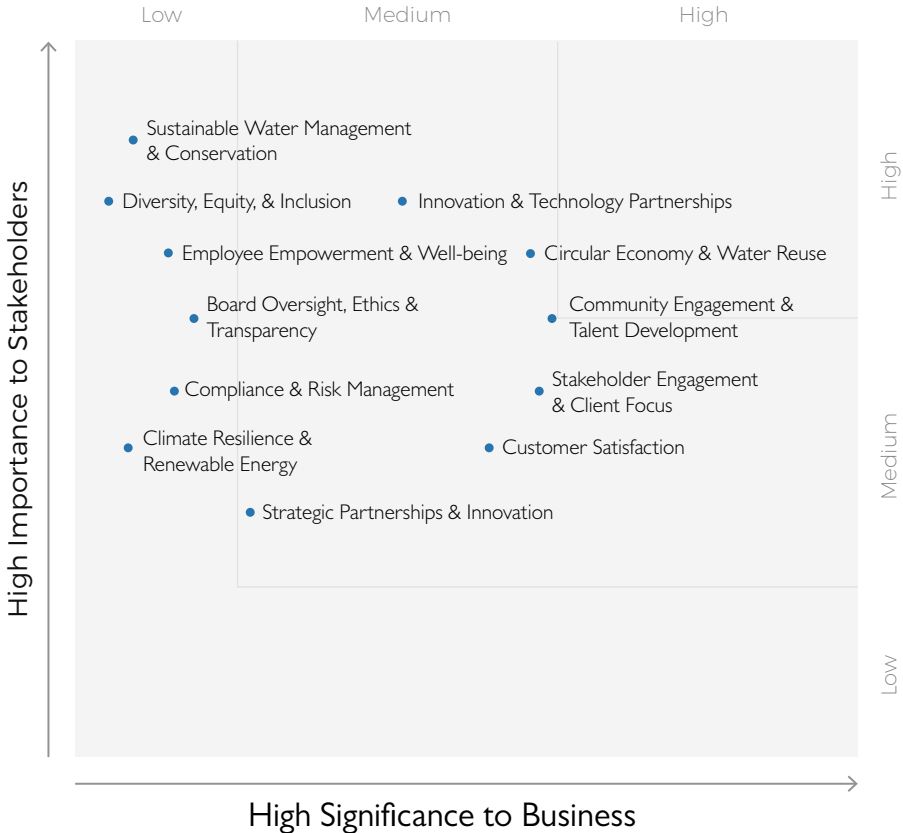 Low
Medium
High
High Importance to Stakeholders
Sustainable Water Management
& Conservation
Diversity, Equity, & Inclusion
Innovation & Technology Partnerships
High
Employee Empowerment & Well-being
Circular Economy & Water Reuse
Board Oversight, Ethics &
Transparency
Community Engagement &
Talent Development
Compliance & Risk Management
Stakeholder Engagement
& Client Focus
Climate Resilience &
Renewable Energy
Customer Satisfaction
Medium
Strategic Partnerships & Innovation
Low
High Significance to Business